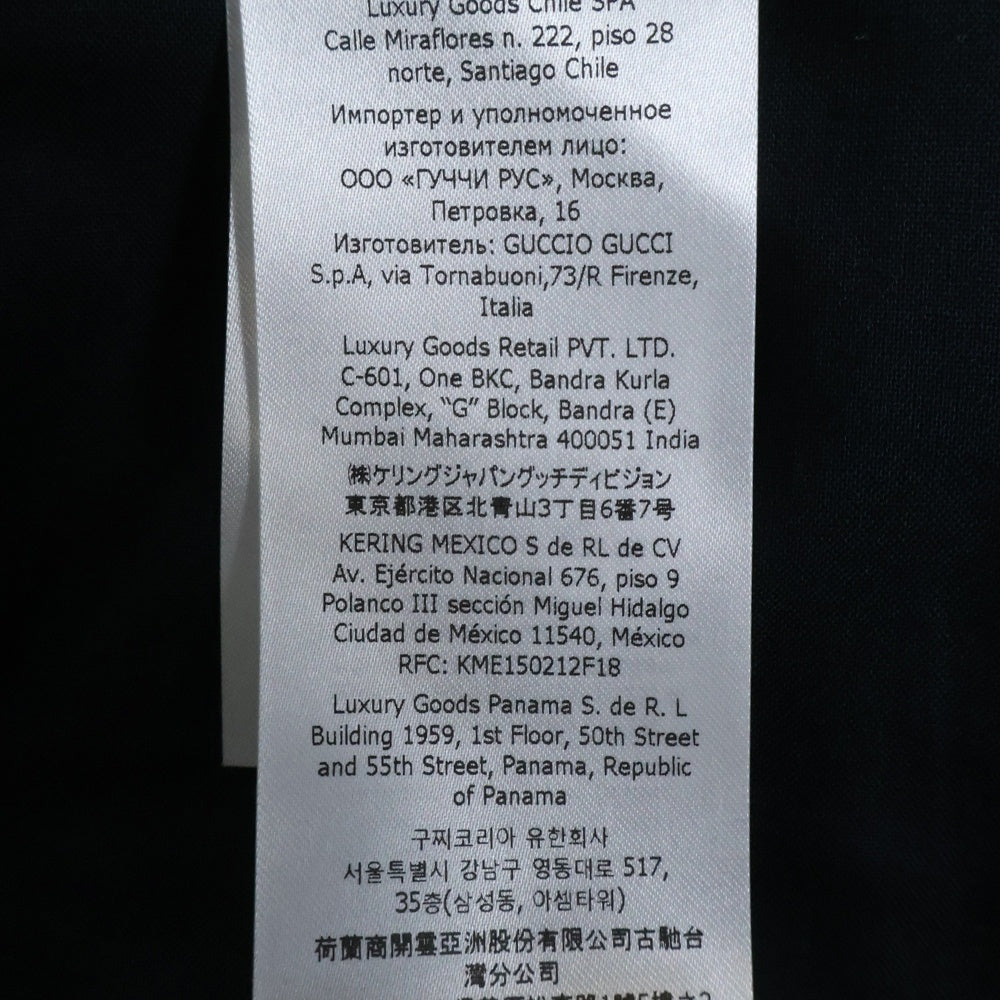 Luxury Goods Chile SPA
Calle Miraflores n. 222, piso 28
norte, Santiago Chile
Импортер и уполномоченное
изготовителем лицо:
ООО «ГУЧЧИ РУС», Москва,
Петровка, 16
Изготовитель: GUCCIO GUCCI
S.p.A, via Tornabuoni,73/R Firenze,
Italia
Luxury Goods Retail PVT. LTD.
C-601, One BKC, Bandra Kurla
Complex, “G” Block, Bandra (E)
Mumbai Maharashtra 400051 India
㈱ケリングジャパングッチディビジョン
東京都港区北青山3丁目6番7号
KERING MEXICO S de RL de CV
Av. Ejército Nacional 676, piso 9
Polanco III sección Miguel Hidalgo
Ciudad de México 11540, México
RFC: KME150212F18
Luxury Goods Panama S. de R. L
Building 1959, 1st Floor, 50th Street
and 55th Street, Panama, Republic
of Panama
구찌코리아 유한회사
서울특별시 강남구 영동대로 517,
35층(삼성동, 아셈타워)
荷蘭商開雲亞洲股份有限公司古馳台
灣分公司